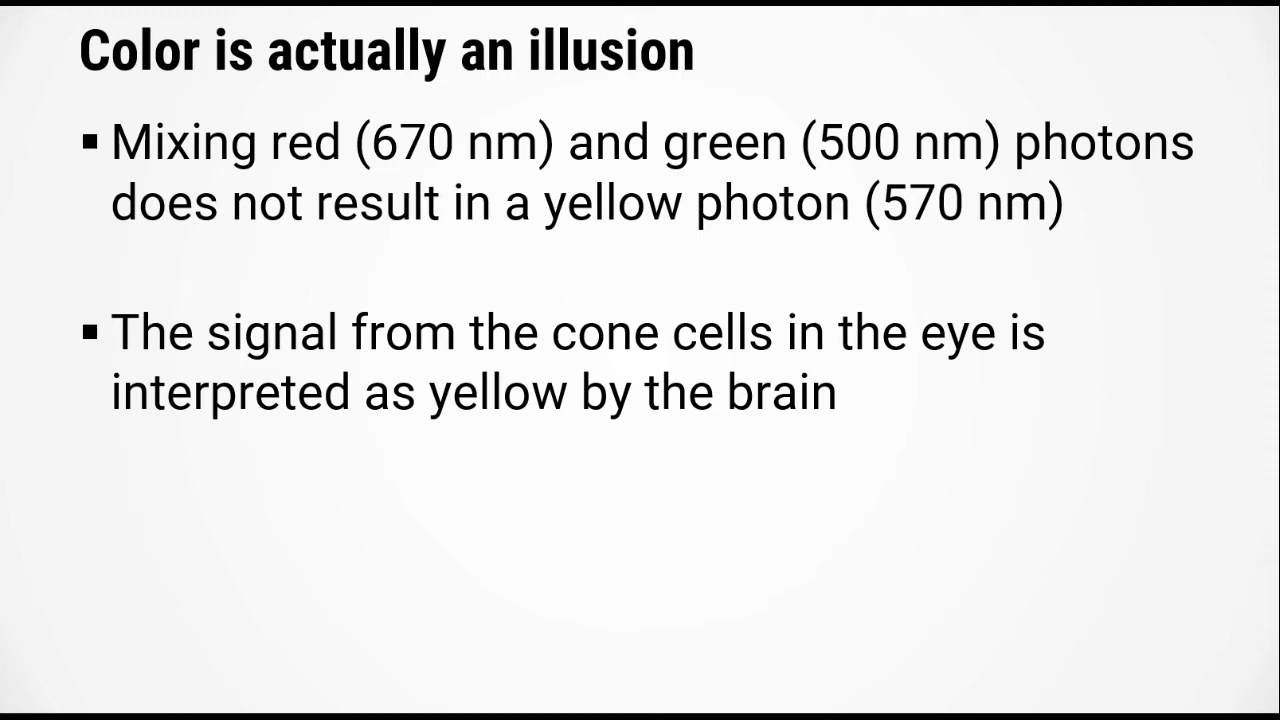 Color is actually an illusion
▪ Mixing red (670 nm) and green (500 nm) photons
does not result in a yellow photon (570 nm)
▪ The signal from the cone cells in the eye is
interpreted as yellow by the brain